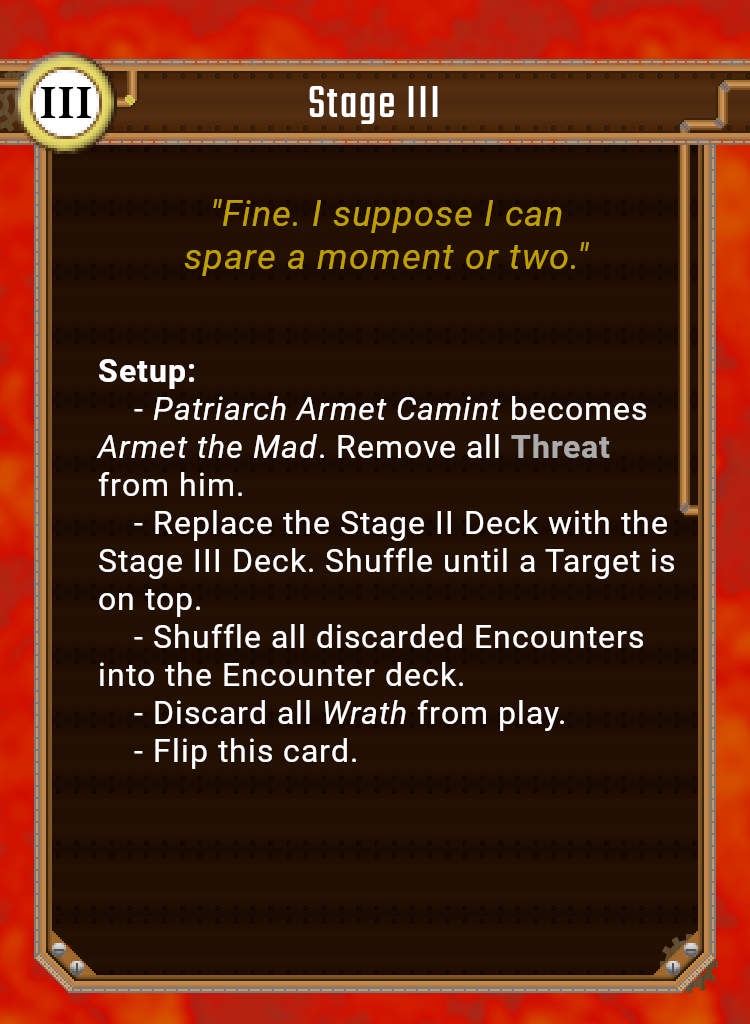 III
Stage III
"Fine. I suppose I can
spare a moment or two."
Setup:
- Patriarch Armet Camint becomes
Armet the Mad. Remove all Threat
from him.
- Replace the Stage II Deck with the
Stage III Deck. Shuffle until a Target is
on top.
- Shuffle all discarded Encounters
into the Encounter deck.
- Discard all Wrath from play.
- Flip this card.